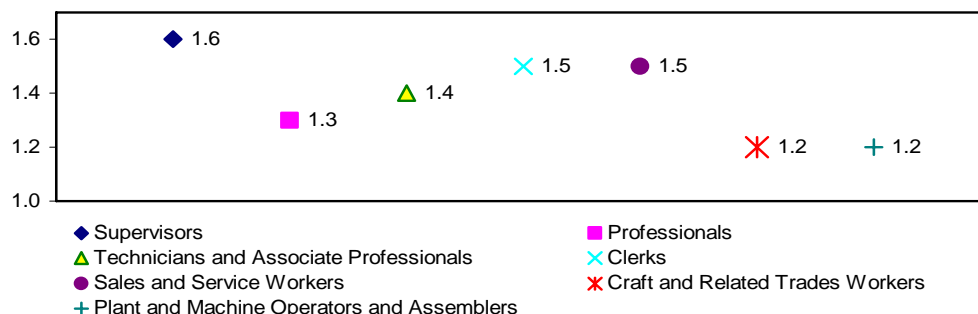 1.6
1.4
1.2
1.0
1.6
1.3
1.4
1.5
1.5
1.2
1.2
Supervisors
Professionals
Technicians and Associate Professionals
Clerks
Sales and Service Workers
Craft and Related Trades Workers
Plant and Machine Operators and Assemblers